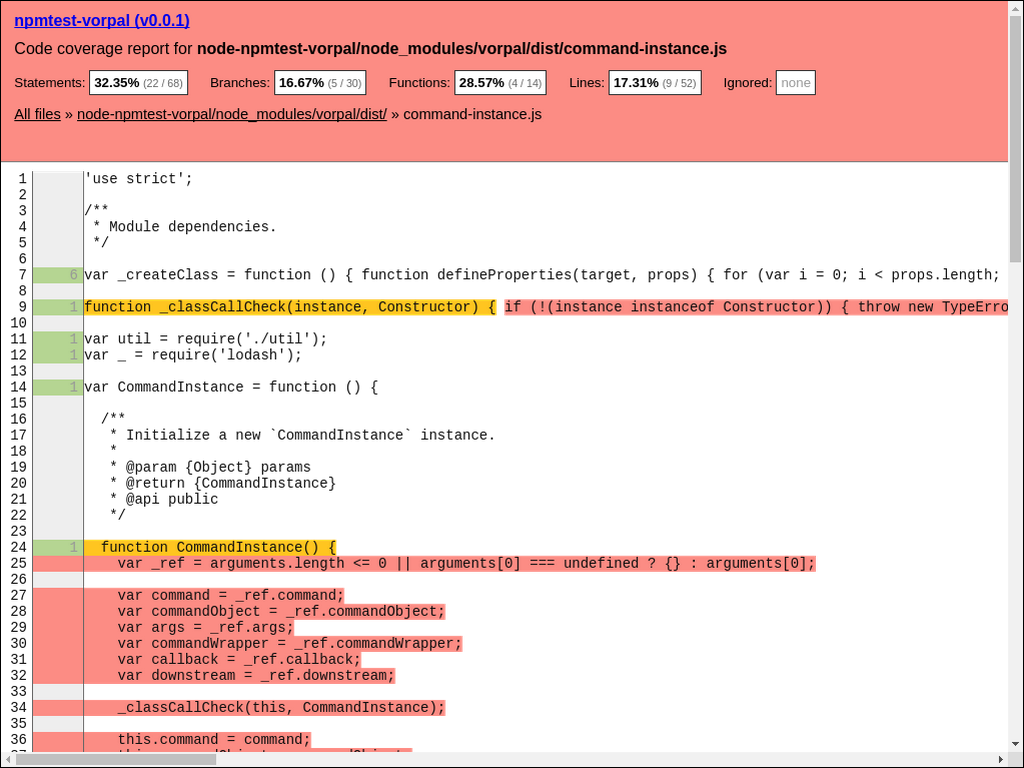 npmtest-vorpal (v0.0.1)
Code coverage report for node-npmtest-vorpal/node_modules/vorpal/dist/command-instance.js
Statements: 32.35% (22 / 68) Branches: 16.67% (5 / 30) Functions: 28.57% (4 / 14) Lines: 17.31% (9 / 52) Ignored: none
All files » node-npmtest-vorpal/node_modules/vorpal/dist/ » command-instance.js
1 'use strict';
2
3 /**
4  * Module dependencies.
5  */
6
7 6 var _createClass = function () { function defineProperties(target, props) { for (var i = 0; i < props.length;
8
9 1 function _classCallCheck(instance, Constructor) { if (!(instance instanceof Constructor)) { throw new TypeErro
10
11 1 var util = require('./util');
12 1 var _ = require('lodash');
13
14 1 var CommandInstance = function () {
15
16   /**
17    * Initialize a new `CommandInstance` instance.
18    *
19    * @param {Object} params
20    * @return {CommandInstance}
21    * @api public
22    */
23
24 1   function CommandInstance() {
25     var _ref = arguments.length <= 0 || arguments[0] === undefined ? {} : arguments[0];
26
27     var command = _ref.command;
28     var commandObject = _ref.commandObject;
29     var args = _ref.args;
30     var commandWrapper = _ref.commandWrapper;
31     var callback = _ref.callback;
32     var downstream = _ref.downstream;
33
34     _classCallCheck(this, CommandInstance);
35
36     this.command = command;